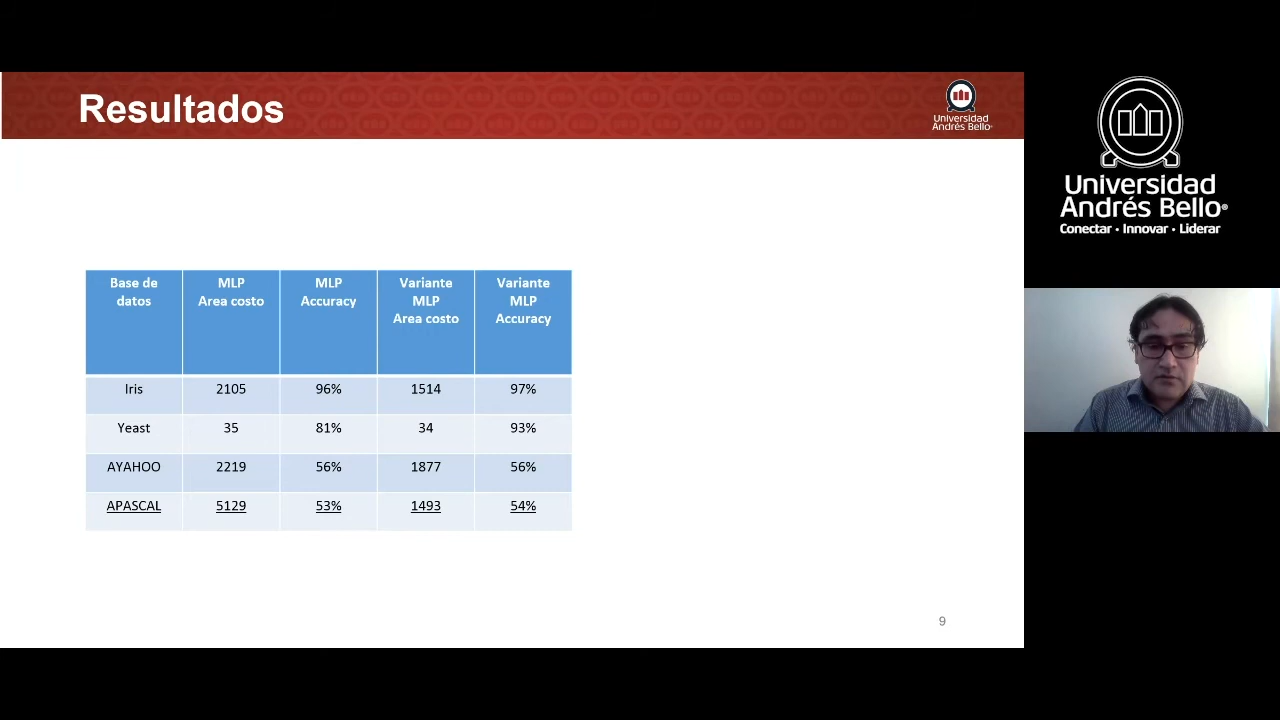 Resultados
Universidad
Andrés Bello®
Universidad
Andrés Bello®
Conectar • Innovar • Liderar
Base de datos | MLP Area costo | MLP Accuracy | Variante MLP Area costo | Variante MLP Accuracy
Iris | 2105 | 96% | 1514 | 97%
Yeast | 35 | 81% | 34 | 93%
AYAHOO | 2219 | 56% | 1877 | 56%
APASCAL | 5129 | 53% | 1493 | 54%
9